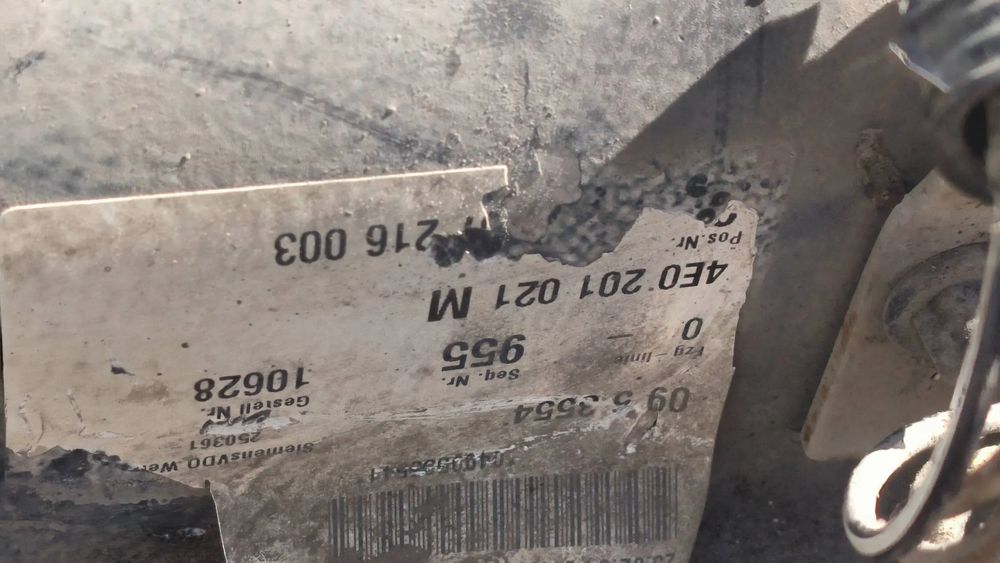 SiemensVDO
250361
09 5 3554
Fzg - linie Seq. Nr. Gestell Nr.
0 – 955 10628
4E0 201 021 M
Pos.Nr
216 003